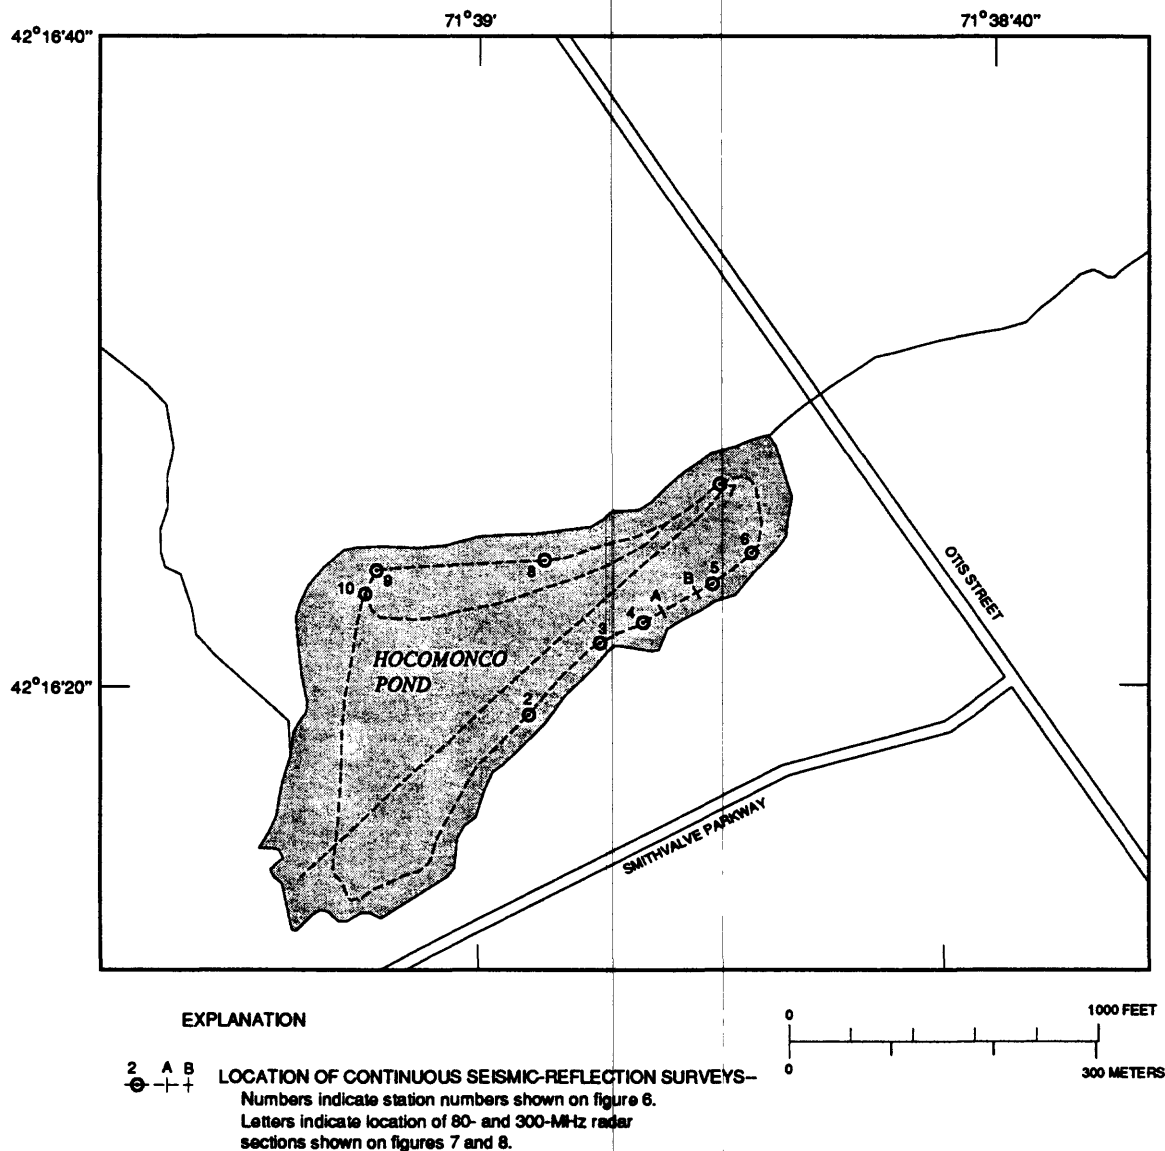 71°39'
71°38'40"
42°16'40"
7
6
8
9
5
B
10
A
4
3
OTIS STREET
HOCOMONCO
POND
42°16'20"
2
SMITHVALVE PARKWAY
EXPLANATION
0
1000 FEET
2 A B
LOCATION OF CONTINUOUS SEISMIC-REFLECTION SURVEYS--
0
300 METERS
Numbers indicate station numbers shown on figure 6.
Letters indicate location of 80- and 300-MHz radar
sections shown on figures 7 and 8.